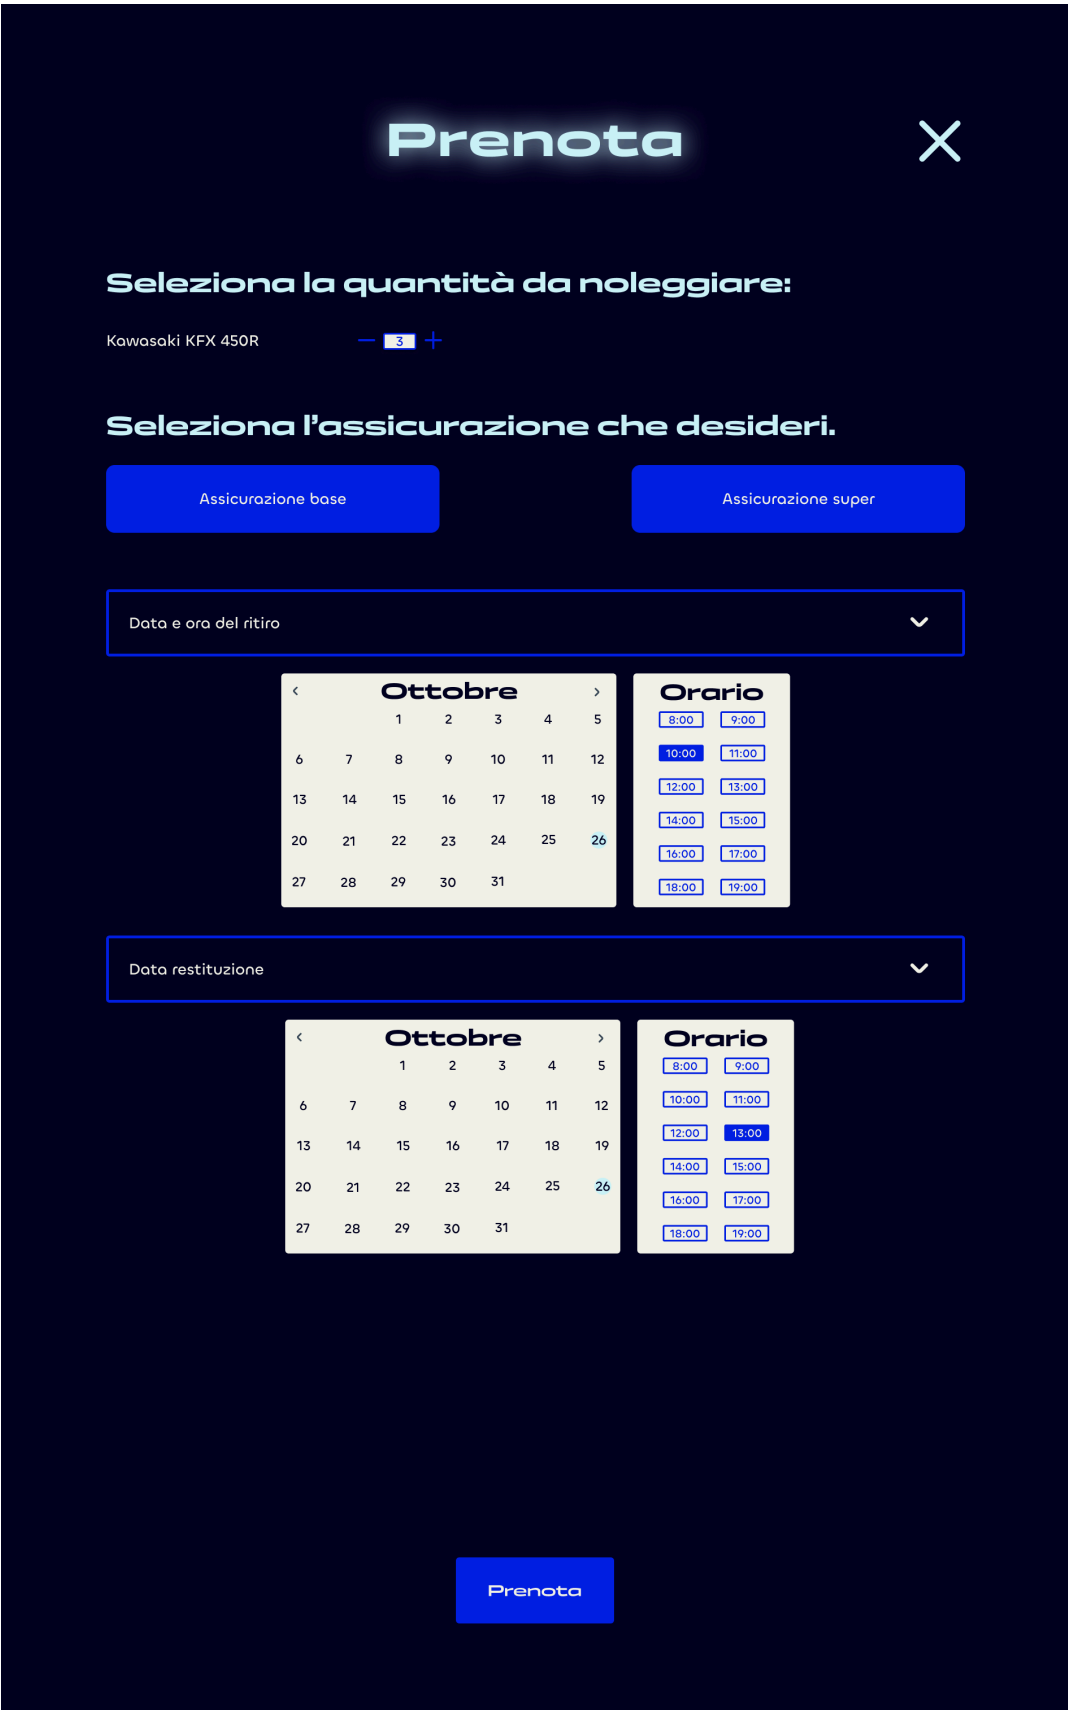 Prenota
Seleziona la quantità da noleggiare:
Kawasaki KFX 450R 3
Seleziona l'assicurazione che desideri.
Assicurazione base
Assicurazione super
Data e ora del ritiro
Ottobre
1 2 3 4 5
6 7 8 9 10 11 12
13 14 15 16 17 18 19
20 21 22 23 24 25 26
27 28 29 30 31
Orario
8:00 9:00
10:00 11:00
12:00 13:00
14:00 15:00
16:00 17:00
18:00 19:00
Data restituzione
Ottobre
1 2 3 4 5
6 7 8 9 10 11 12
13 14 15 16 17 18 19
20 21 22 23 24 25 26
27 28 29 30 31
Orario
8:00 9:00
10:00 11:00
12:00 13:00
14:00 15:00
16:00 17:00
18:00 19:00
Prenota